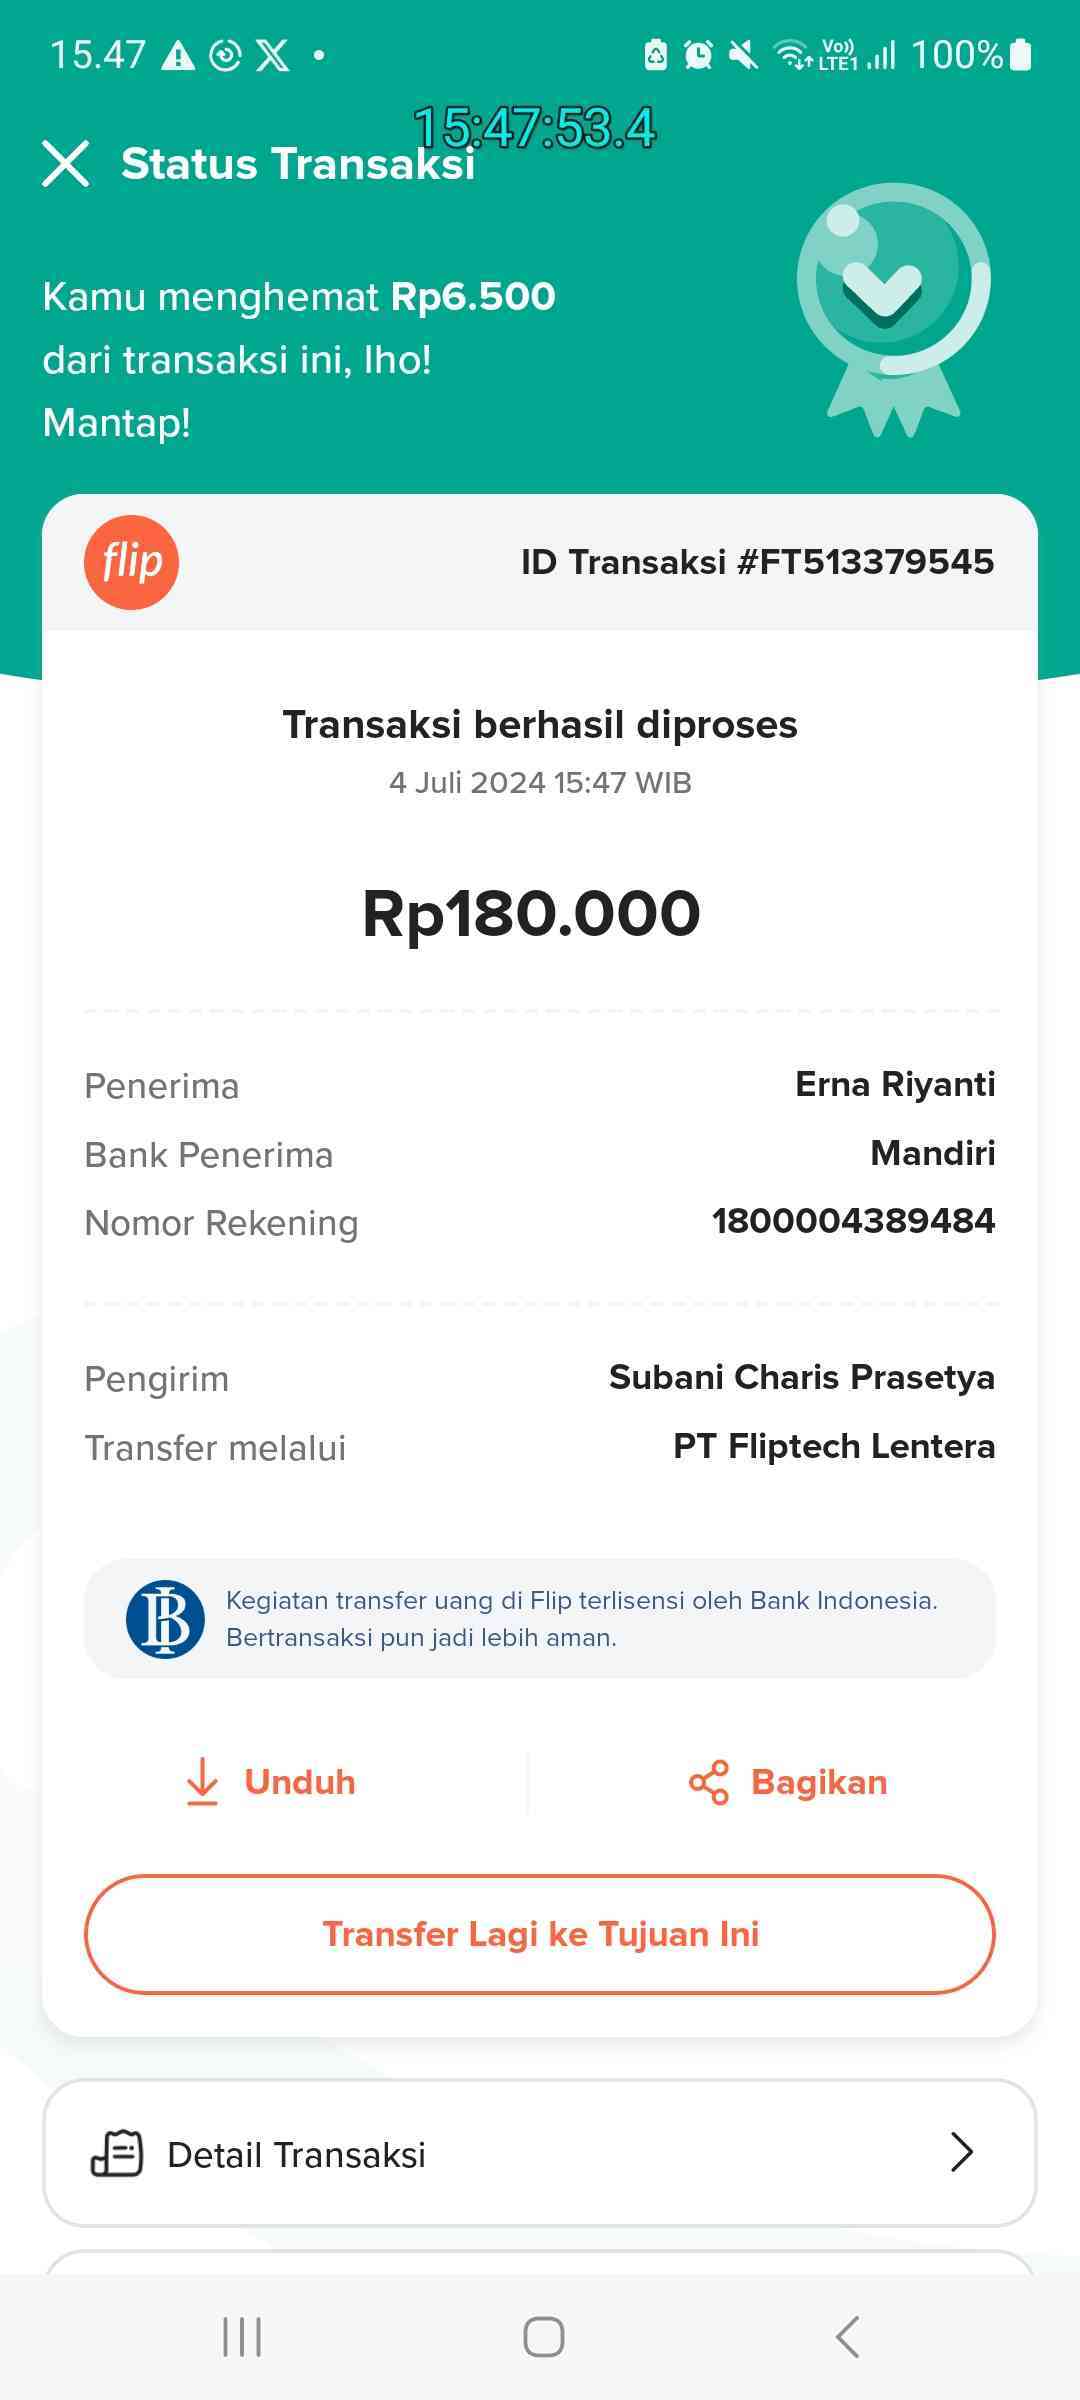 15.47 Vo)) LTE1 100%
15:47:53.4
Status Transaksi
Kamu menghemat Rp6.500
dari transaksi ini, lho!
Mantap!
flip ID Transaksi #FT513379545
Transaksi berhasil diproses
4 Juli 2024 15:47 WIB
Rp180.000
Penerima Erna Riyanti
Bank Penerima Mandiri
Nomor Rekening 1800004389484
Pengirim Subani Charis Prasetya
Transfer melalui PT Fliptech Lentera
Kegiatan transfer uang di Flip terlisensi oleh Bank Indonesia.
Bertransaksi pun jadi lebih aman.
Unduh Bagikan
Transfer Lagi ke Tujuan Ini
Detail Transaksi